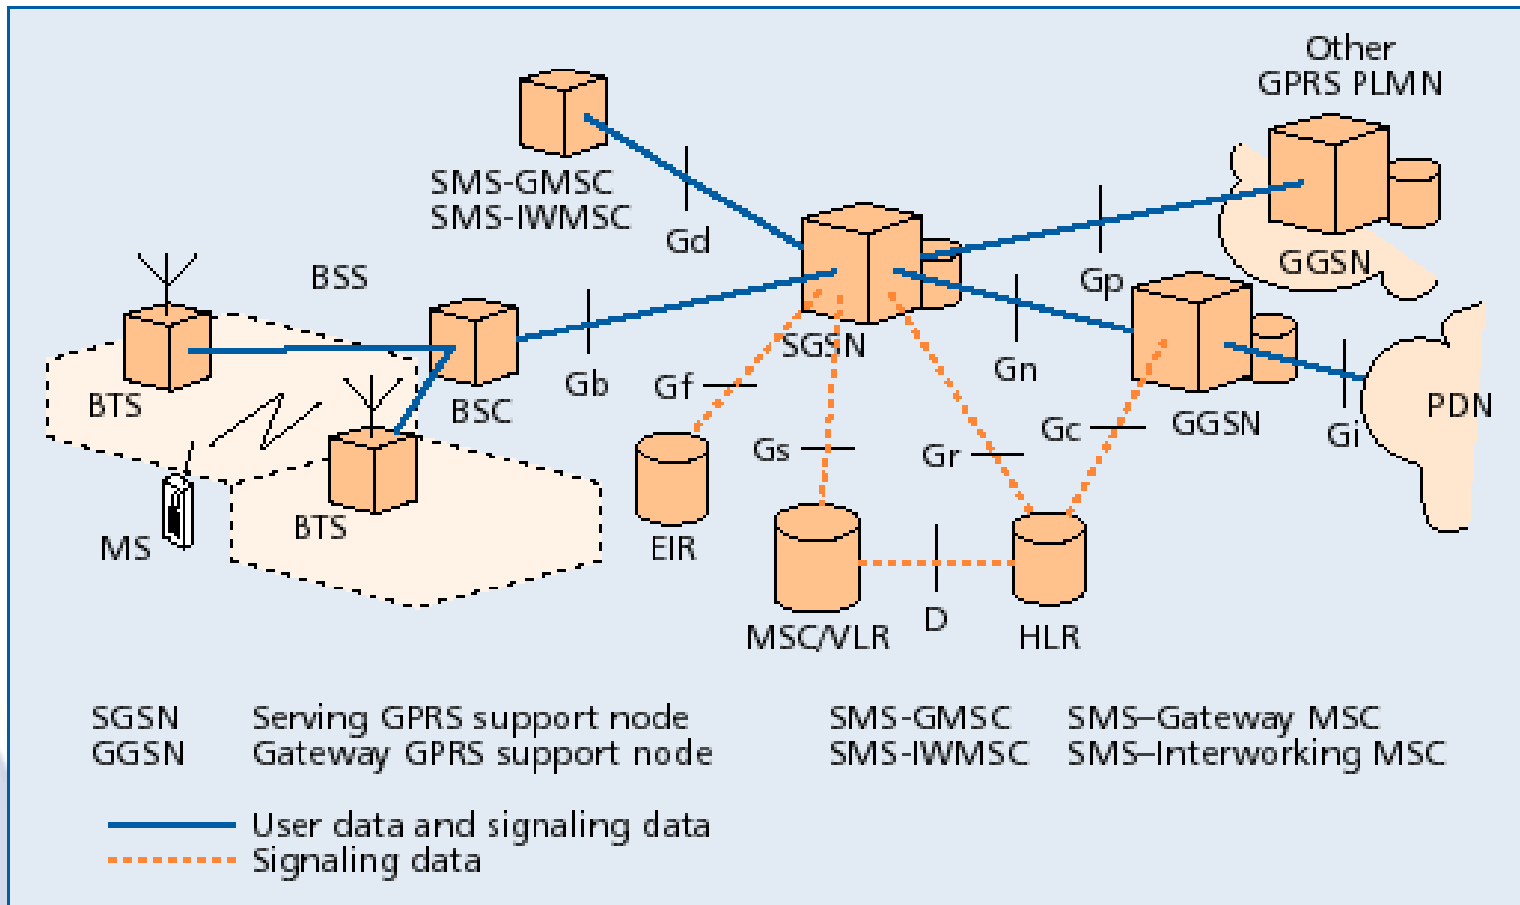 Other
GPRS PLMN
SMS-GMSC
SMS-IWMSC
Gd
BSS
Gp
GGSN
SGSN
Gb
Gf
Gn
BTS
BSC
Gs
Gr
Gc
GGSN
Gi
PDN
MS
BTS
EIR
MSC/VLR
D
HLR
SGSN Serving GPRS support node
GGSN Gateway GPRS support node
SMS-GMSC SMS–Gateway MSC
SMS-IWMSC SMS–Interworking MSC
User data and signaling data
Signaling data